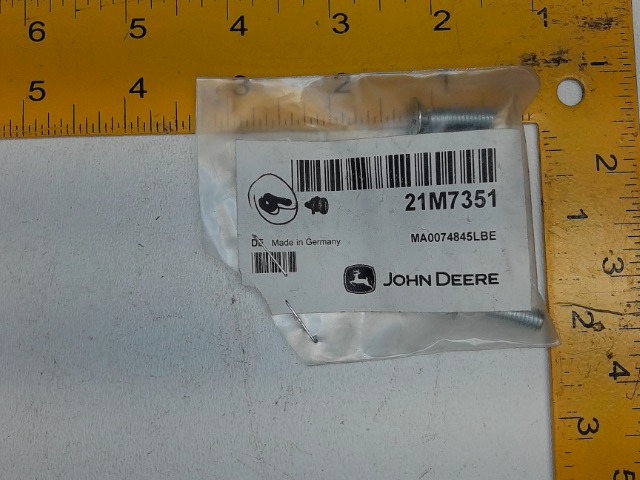 6 5 4 3 2 1
5 4 3 2 1
21M7351
Made in Germany
MA0074845LBE
JOHN DEERE
2
1
2
3
3
4